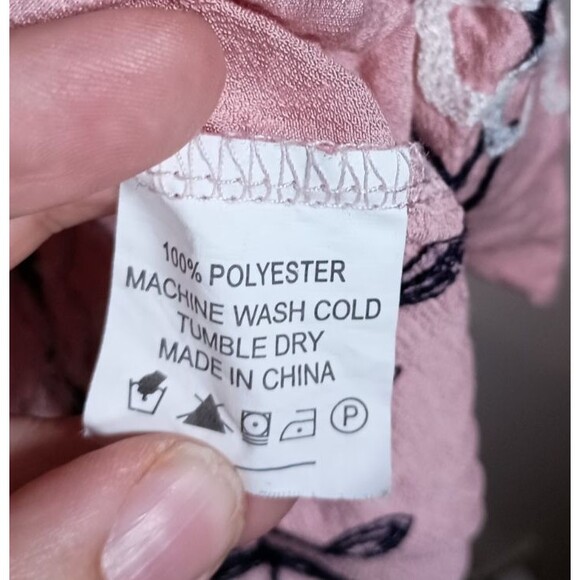 100% POLYESTER
MACHINE WASH COLD
TUMBLE DRY
MADE IN CHINA
P